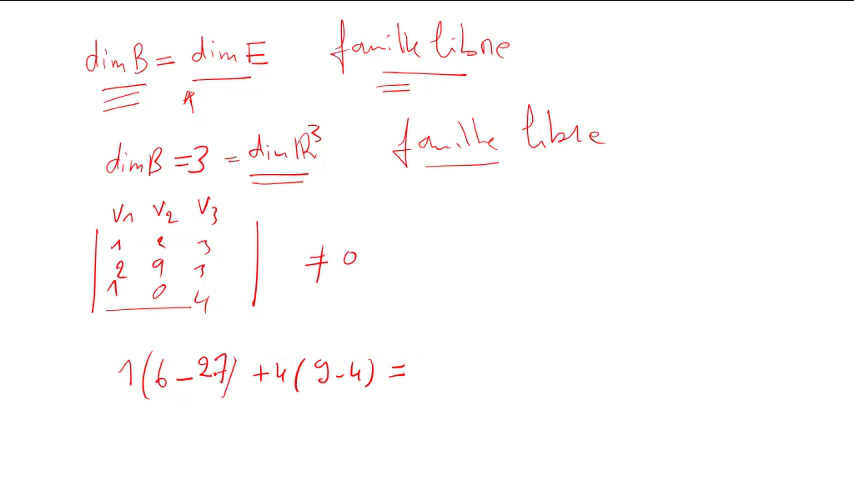 dim B = dim E famille libre
dim B = 3 = dim ℝ³ famille libre
V₁ V₂ V₃
| 1 2 3 |
| 2 9 3 | ≠ 0
| 1 0 4 |
1(6 - 27) + 4(9 - 4) =